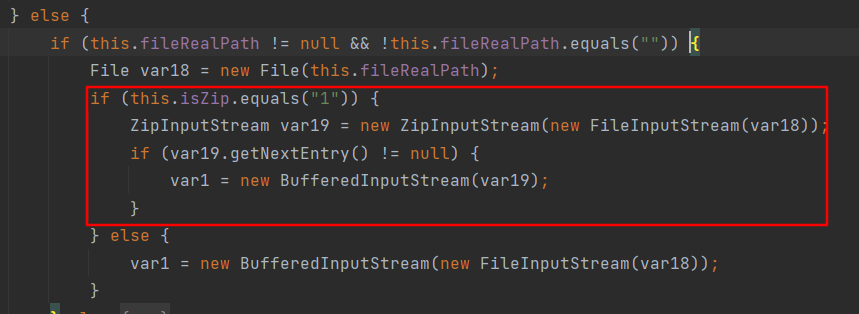 } else {
if (this.fileRealPath != null && !this.fileRealPath.equals("")) {
File var18 = new File(this.fileRealPath);
if (this.isZip.equals("1")) {
ZipInputStream var19 = new ZipInputStream(new FileInputStream(var18));
if (var19.getNextEntry() != null) {
var1 = new BufferedInputStream(var19);
}
} else {
var1 = new BufferedInputStream(new FileInputStream(var18));
}